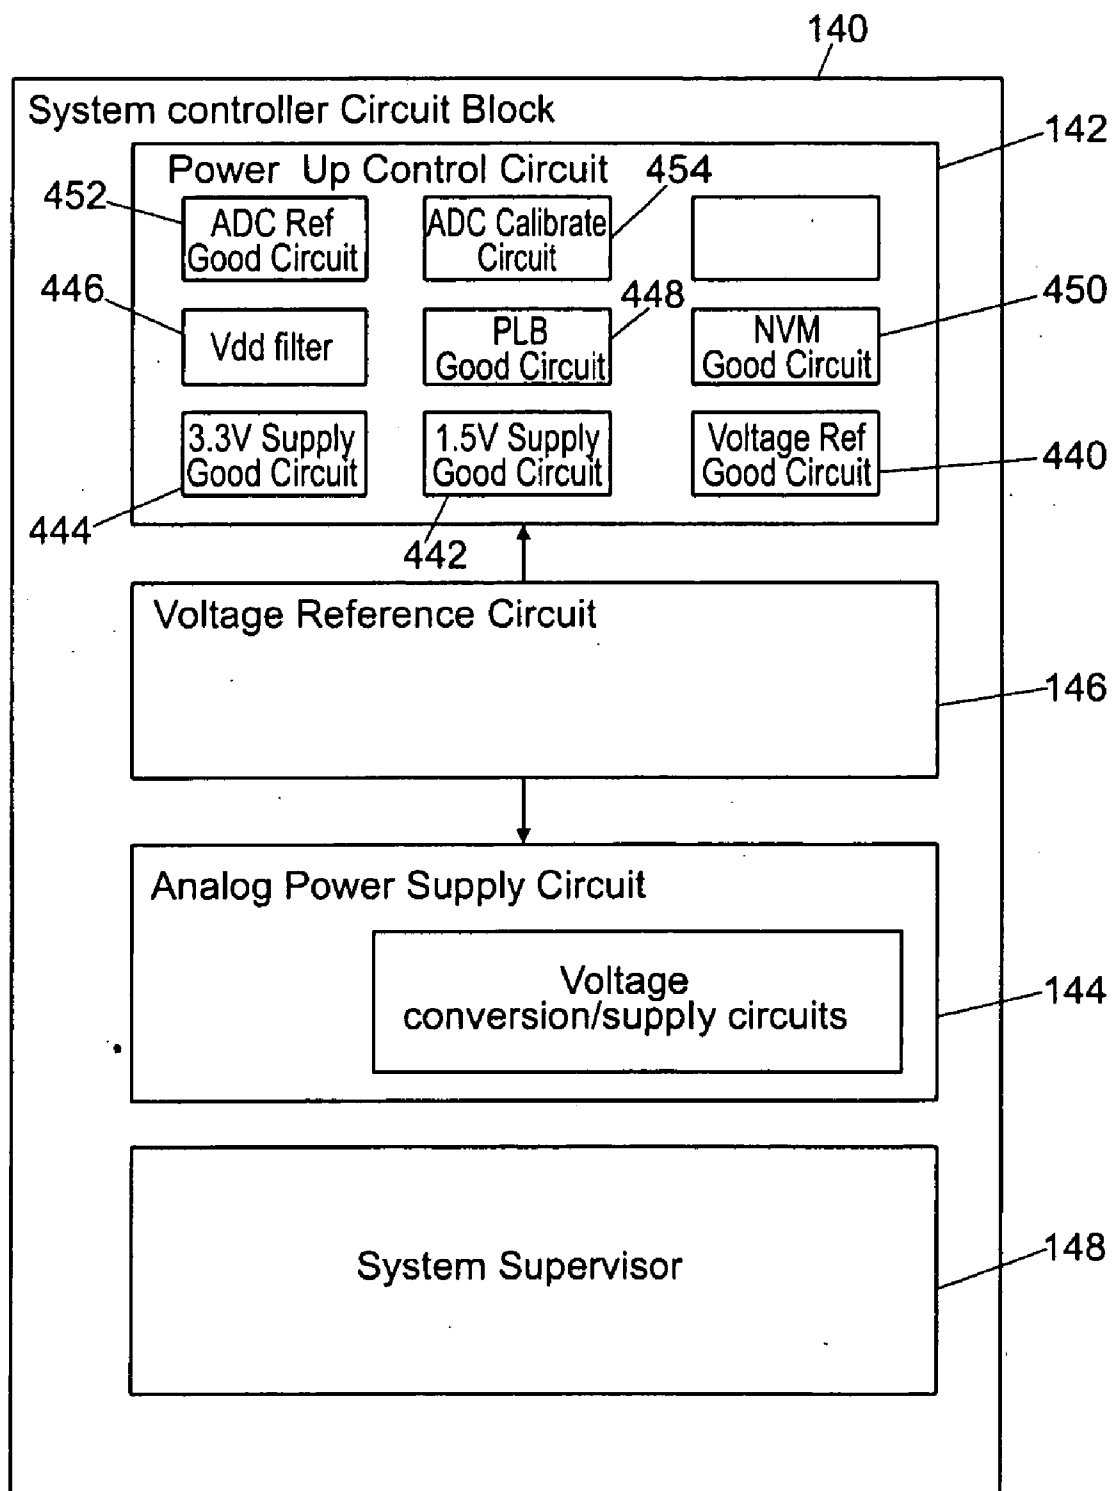 140
System controller Circuit Block
142
Power Up Control Circuit
454
452
ADC Ref
Good Circuit
ADC Calibrate
Circuit
446
448
450
Vdd filter
PLB
Good Circuit
NVM
Good Circuit
3.3V Supply
Good Circuit
1.5V Supply
Good Circuit
Voltage Ref
Good Circuit
440
444
442
Voltage Reference Circuit
146
Analog Power Supply Circuit
Voltage
conversion/supply circuits
144
System Supervisor
148